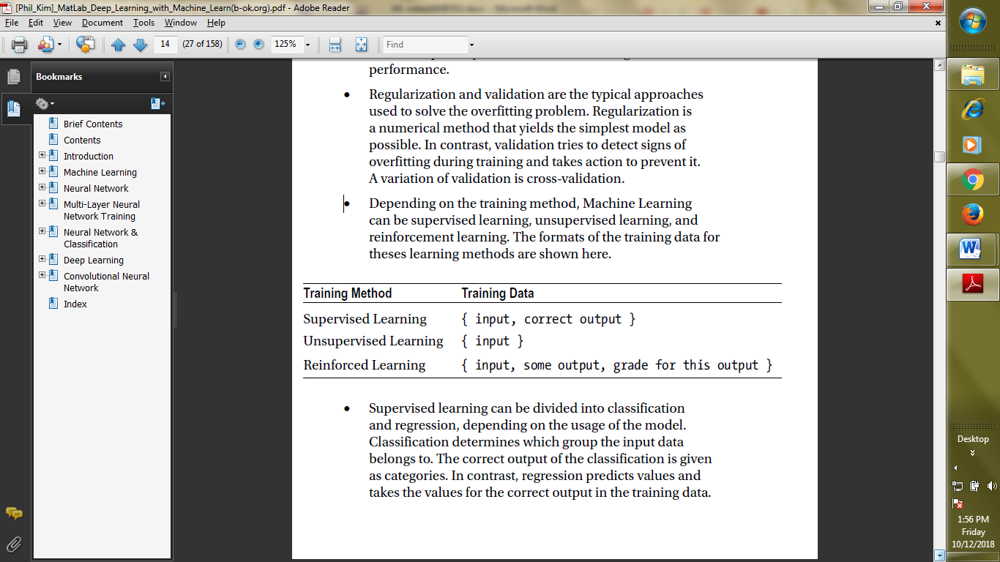 [Phil_Kim]_MatLab_Deep_Learning_with_Machine_Learn(b-ok.org).pdf - Adobe Reader
File Edit View Document Tools Window Help
14 (27 of 158) 125% Find
Bookmarks
Brief Contents
Contents
Introduction
Machine Learning
Neural Network
Multi-Layer Neural
Network Training
Neural Network &
Classification
Deep Learning
Convolutional Neural
Network
Index
performance.
• Regularization and validation are the typical approaches
used to solve the overfitting problem. Regularization is
a numerical method that yields the simplest model as
possible. In contrast, validation tries to detect signs of
overfitting during training and takes action to prevent it.
A variation of validation is cross-validation.
• Depending on the training method, Machine Learning
can be supervised learning, unsupervised learning, and
reinforcement learning. The formats of the training data for
theses learning methods are shown here.
Training Method Training Data
Supervised Learning { input, correct output }
Unsupervised Learning { input }
Reinforced Learning { input, some output, grade for this output }
• Supervised learning can be divided into classification
and regression, depending on the usage of the model.
Classification determines which group the input data
belongs to. The correct output of the classification is given
as categories. In contrast, regression predicts values and
takes the values for the correct output in the training data.
Desktop
1:56 PM
Friday
10/12/2018